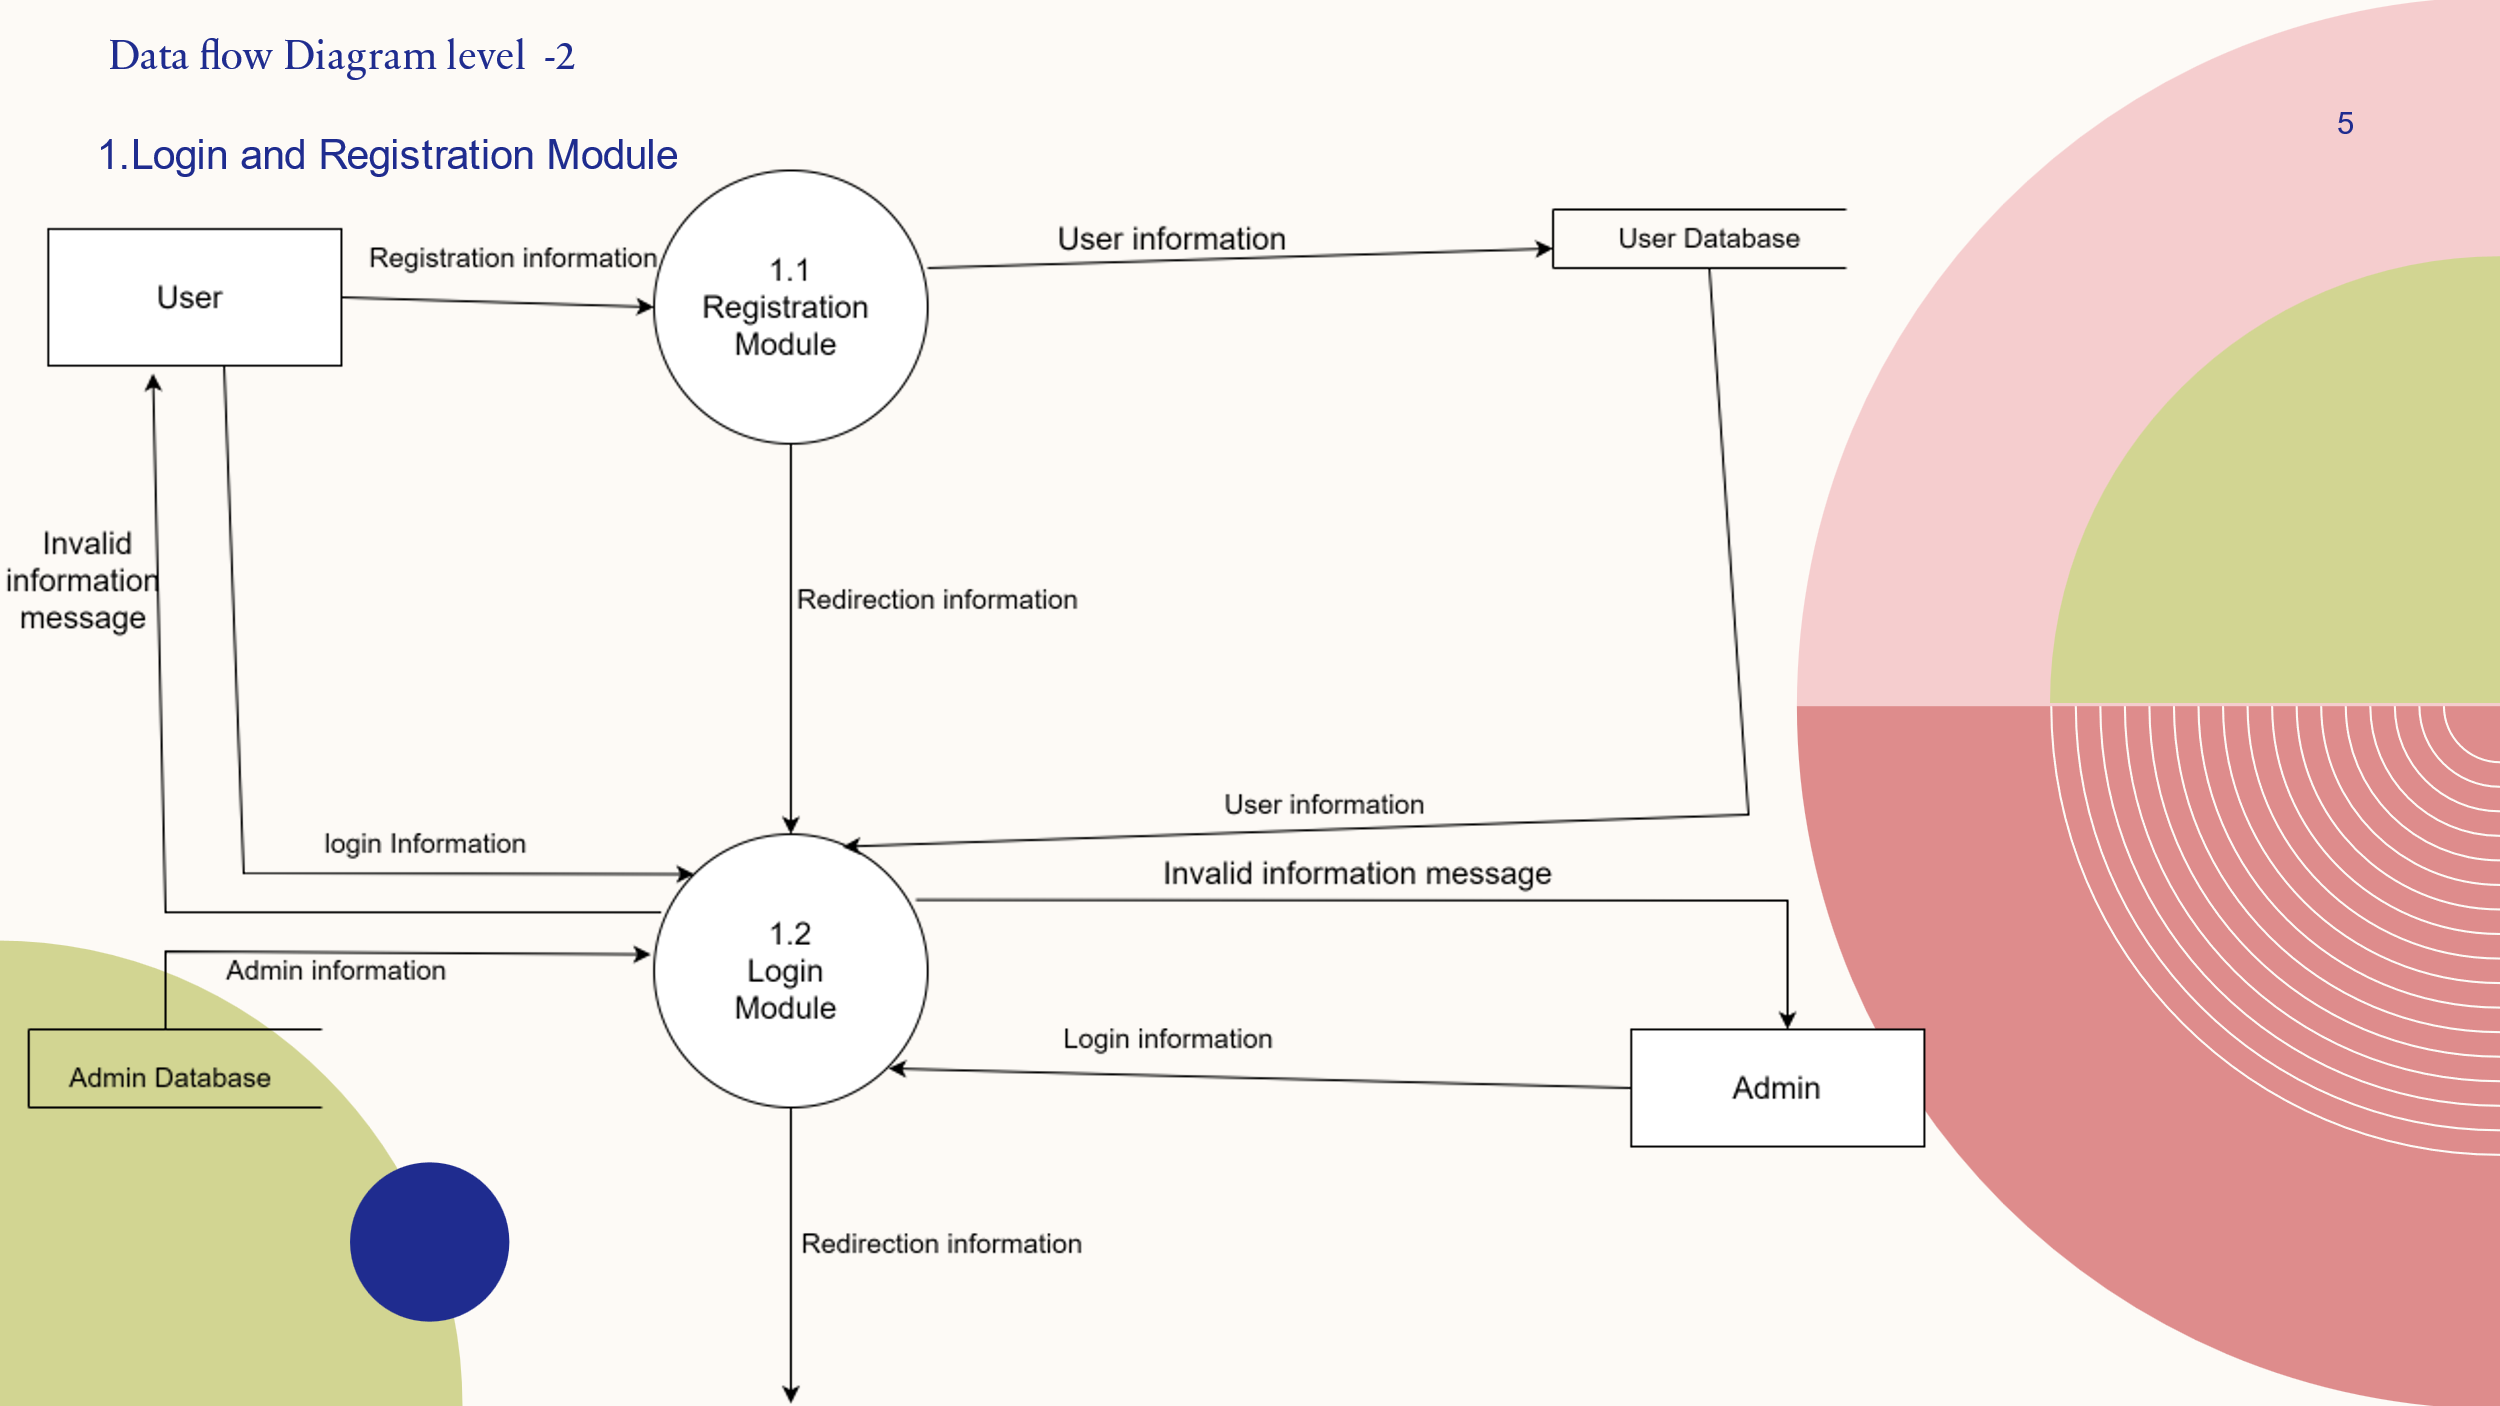 Data flow Diagram level -2
5
1.Login and Registration Module
User
Registration information
1.1
Registration
Module
User information
User Database
Invalid
information
message
Redirection information
login Information
User information
Invalid information message
Admin information
1.2
Login
Module
Login information
Admin Database
Admin
Redirection information